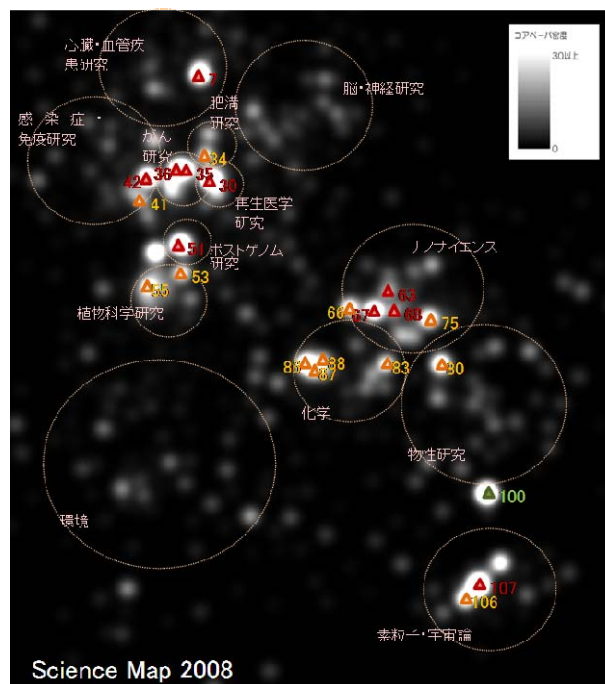 コアペーパ密度
30以上
0
心臓・血管疾
患研究
7
肥満
研究
脳・神経研究
感染症・
免疫研究
がん
研究
34
42
36
35
30
41
再生医学
研究
51
ポストゲノム
研究
53
55
植物科学研究
ナノサイエンス
63
66
67
68
75
88
87
83
80
化学
物性研究
環境
100
107
106
素粒子・宇宙論
Science Map 2008